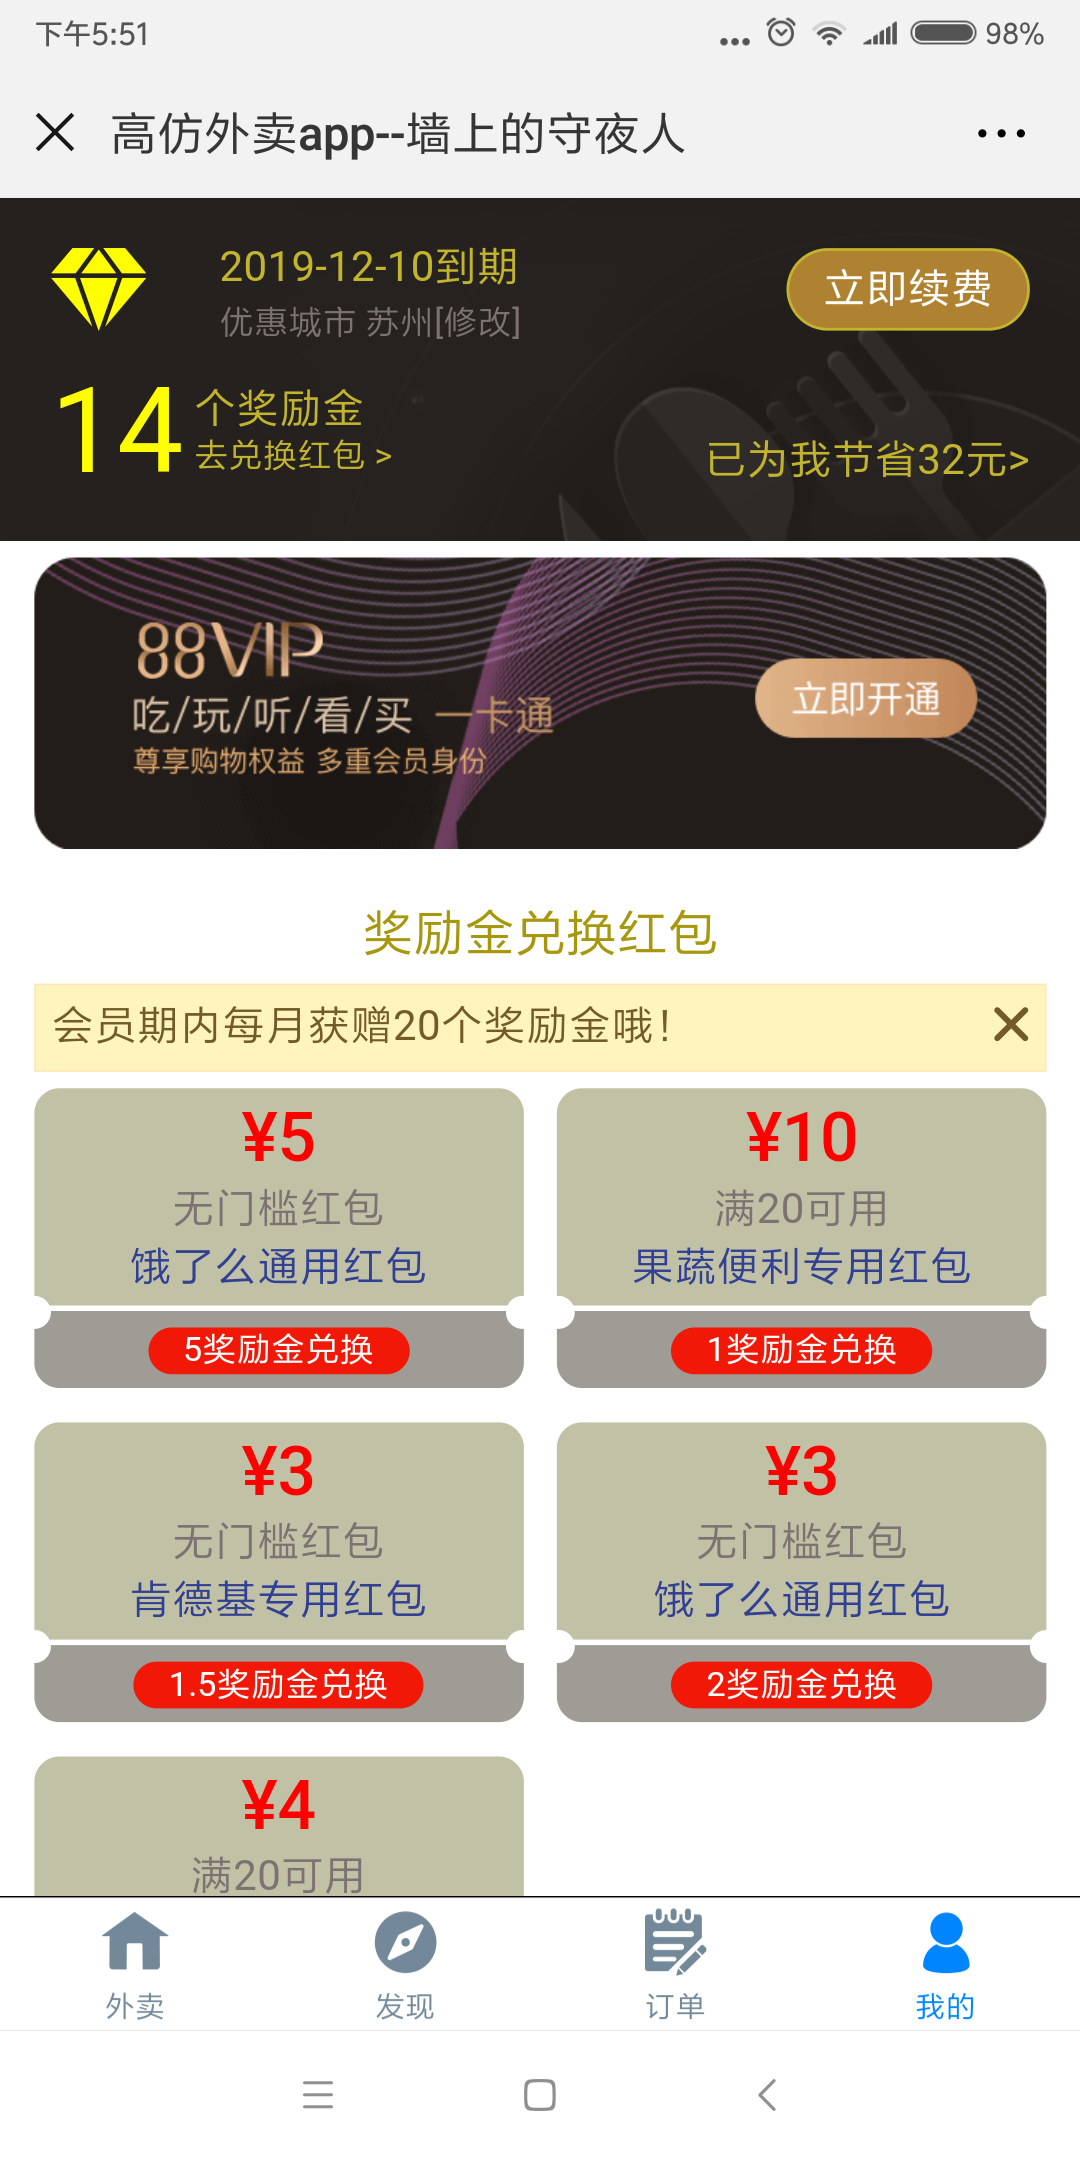 下午5:51
98%
高仿外卖app--墙上的守夜人
2019-12-10到期
立即续费
优惠城市 苏州[修改]
14
个奖励金
去兑换红包 >
已为我节省32元>
88VIP
吃/玩/听/看/买 一卡通
尊享购物权益 多重会员身份
立即开通
奖励金兑换红包
会员期内每月获赠20个奖励金哦!
¥5
无门槛红包
饿了么通用红包
5奖励金兑换
¥10
满20可用
果蔬便利专用红包
1奖励金兑换
¥3
无门槛红包
肯德基专用红包
1.5奖励金兑换
¥3
无门槛红包
饿了么通用红包
2奖励金兑换
¥4
满20可用
外卖
发现
订单
我的